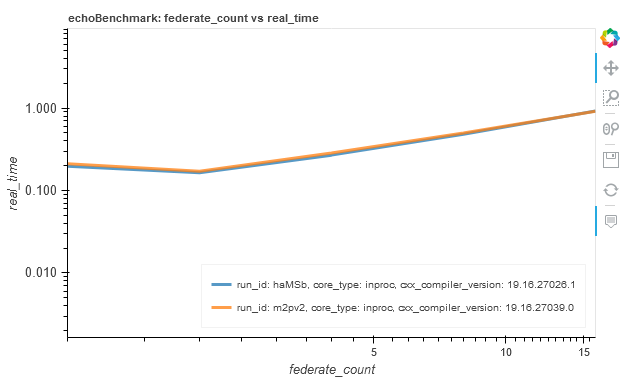 echoBenchmark: federate_count vs real_time
1.000
0.100
0.010
real_time
run_id: haMSb, core_type: inproc, cxx_compiler_version: 19.16.27026.1
run_id: m2pv2, core_type: inproc, cxx_compiler_version: 19.16.27039.0
5
10
15
federate_count